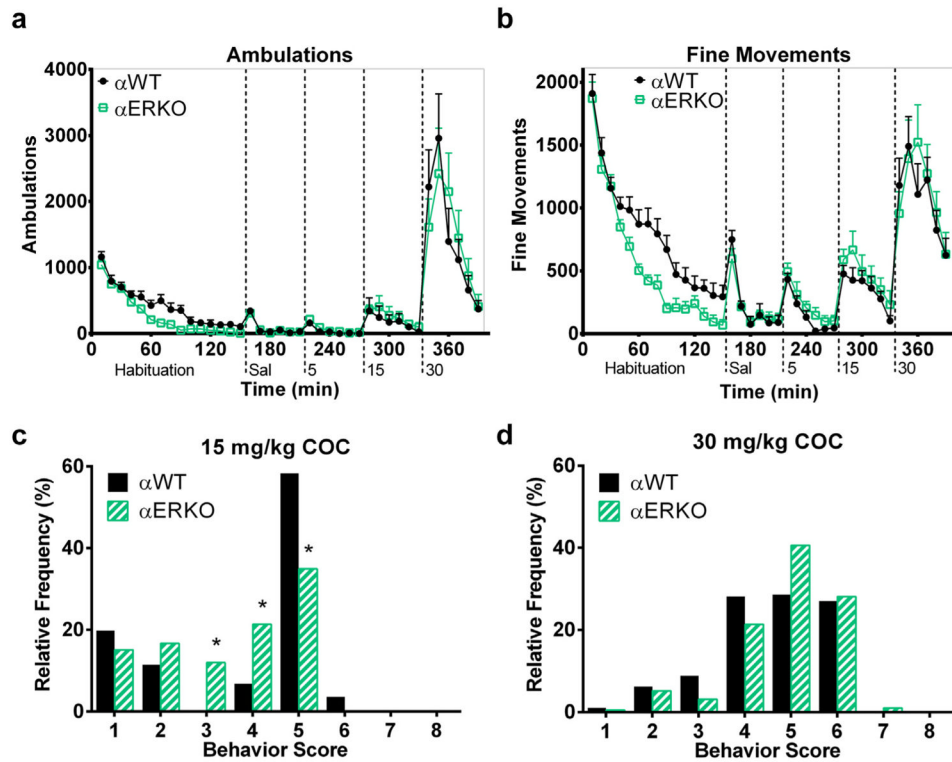 a
Ambulations
αWT
αERKO
4000
3000
2000
1000
0
Ambulations
0 60 120 180 240 300 360
Habituation Sal 5 15 30
Time (min)
b
Fine Movements
αWT
αERKO
2000
1500
1000
500
0
Fine Movements
0 60 120 180 240 300 360
Habituation Sal 5 15 30
Time (min)
c
15 mg/kg COC
αWT
αERKO
60
40
20
0
Relative Frequency (%)
* * *
1 2 3 4 5 6 7 8
Behavior Score
d
30 mg/kg COC
αWT
αERKO
60
40
20
0
Relative Frequency (%)
1 2 3 4 5 6 7 8
Behavior Score